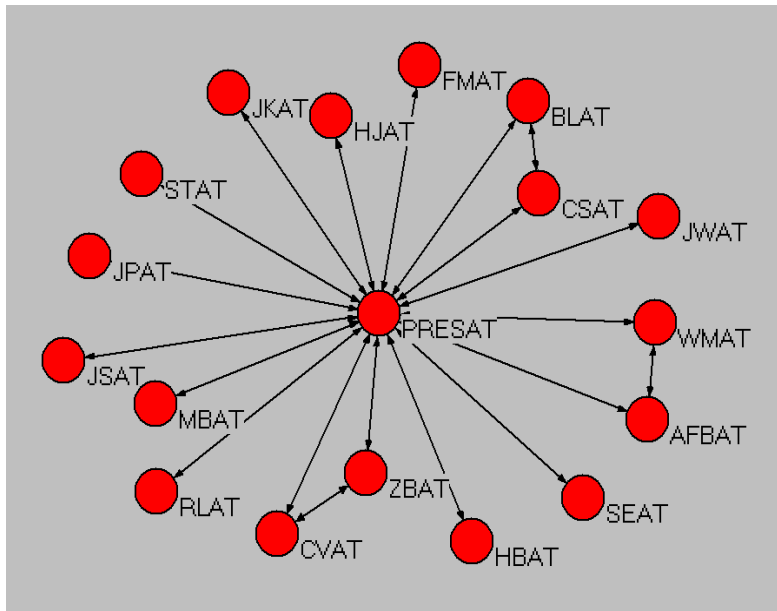 FMAT
JKAT
BLAT
HJAT
STAT
CSAT
JWAT
JPAT
PRESAT
WMAT
JSAT
MBAT
AFBAT
ZBAT
RLAT
SEAT
CVAT
HBAT